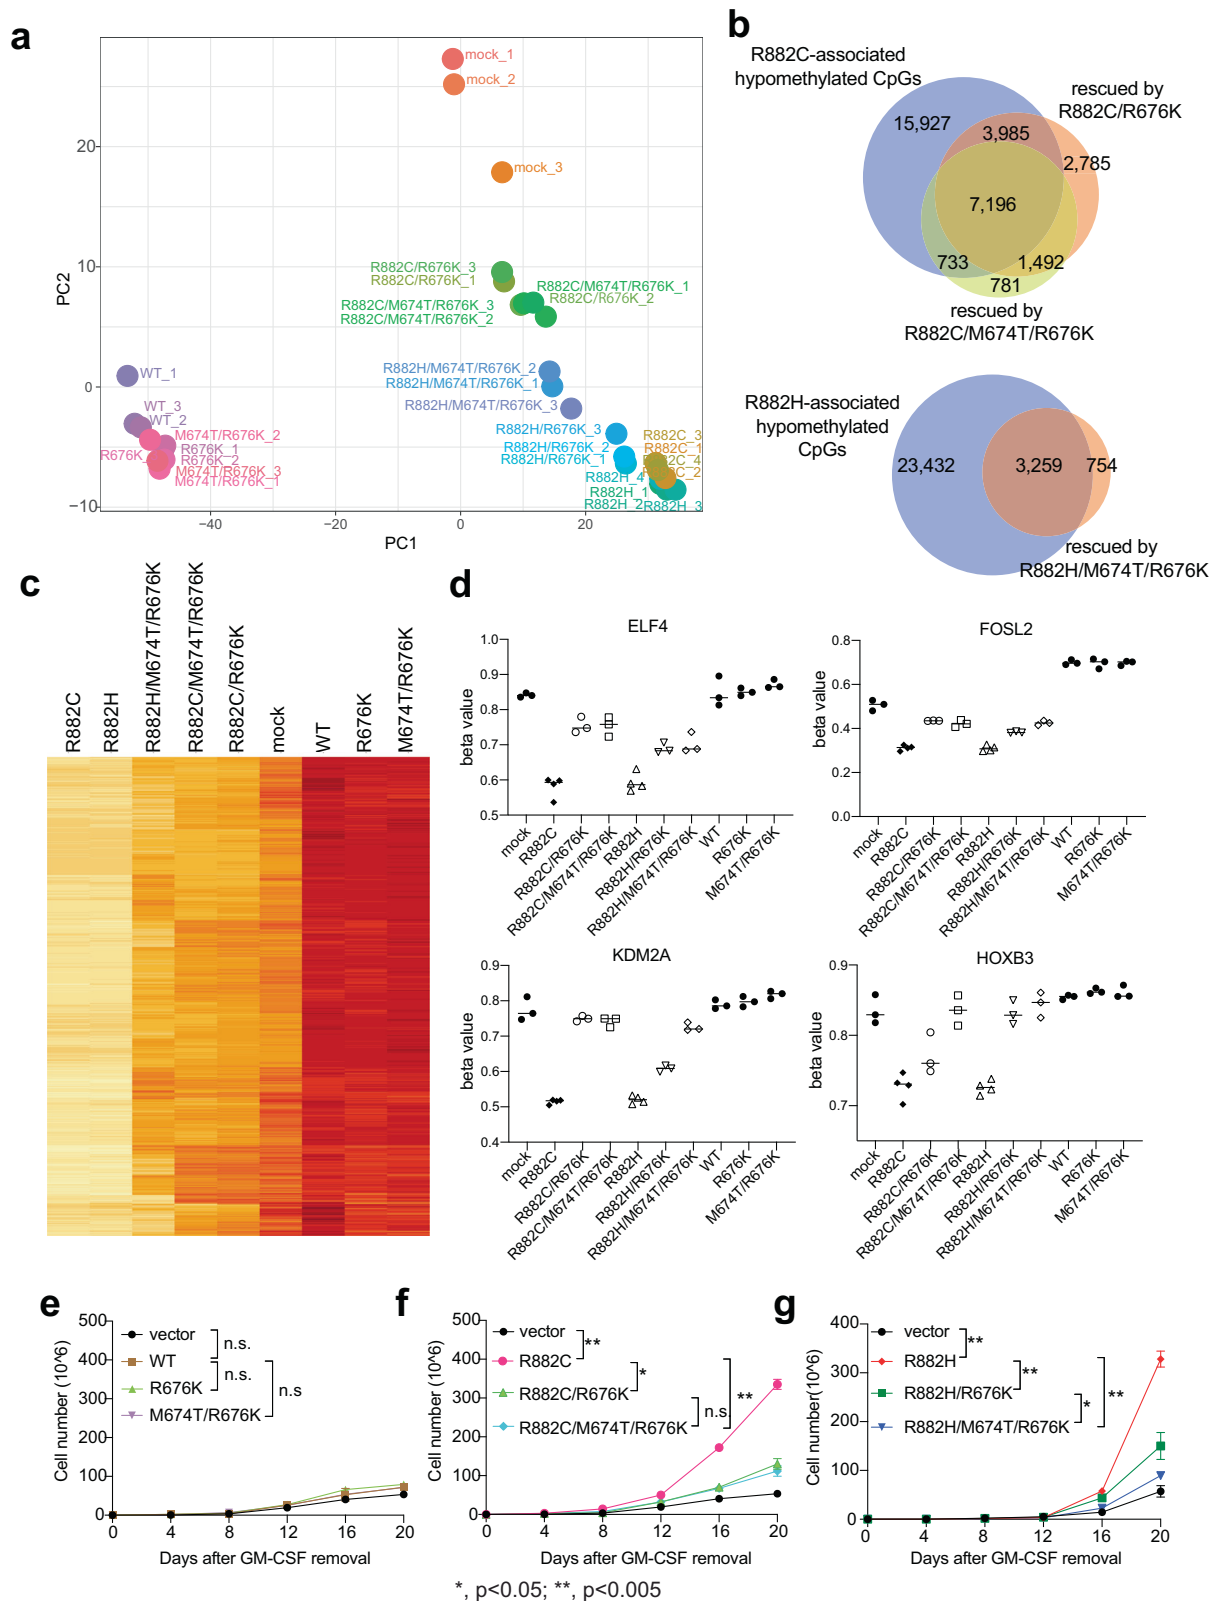 a
mock_1
mock_2
mock_3
R882C/R676K_3
R882C/R676K_1
R882C/M674T/R676K_1
R882C/R676K_2
R882C/M674T/R676K_3
R882C/M674T/R676K_2
R882H/M674T/R676K_2
R882H/M674T/R676K_1
R882H/M674T/R676K_3
WT_1
WT_3
WT_2
M674T/R676K_2
R676K_1
R676K_2
M674T/R676K_3
M674T/R676K_1
R882H/R676K_3
R882H/R676K_2
R882H/R676K_1
R882C_3
R882C_1
R882H_4
R882H_1
R882H_2
R882H_3
20
10
0
−10
PC2
−40
−20
0
20
PC1
b
R882C-associated
hypomethylated CpGs
rescued by
R882C/R676K
15,927
3,985
2,785
7,196
733
1,492
781
rescued by
R882C/M674T/R676K
R882H-associated
hypomethylated
CpGs
23,432
3,259
754
rescued by
R882H/M674T/R676K
c
R882C
R882H
R882H/M674T/R676K
R882C/M674T/R676K
R882C/R676K
mock
WT
R676K
M674T/R676K
d
ELF4
beta value
1.0
0.9
0.8
0.7
0.6
0.5
mock
R882C
R882C/R676K
R882C/M674T/R676K
R882H
R882H/R676K
R882H/M674T/R676K
WT
R676K
M674T/R676K
FOSL2
beta value
0.8
0.6
0.4
0.2
0.0
mock
R882C
R882C/R676K
R882C/M674T/R676K
R882H
R882H/R676K
R882H/M674T/R676K
WT
R676K
M674T/R676K
KDM2A
beta value
0.9
0.8
0.7
0.6
0.5
0.4
mock
R882C
R882C/R676K
R882C/M674T/R676K
R882H
R882H/R676K
R882H/M674T/R676K
WT
R676K
M674T/R676K
HOXB3
beta value
0.9
0.8
0.7
mock
R882C
R882C/R676K
R882C/M674T/R676K
R882H
R882H/R676K
R882H/M674T/R676K
WT
R676K
M674T/R676K
e
Cell number (10^6)
500
400
300
200
100
0
vector
WT
R676K
M674T/R676K
n.s.
n.s.
n.s
0 4 8 12 16 20
Days after GM-CSF removal
f
Cell number (10^6)
500
400
300
200
100
0
vector
R882C
R882C/R676K
R882C/M674T/R676K
**
*
n.s.
**
0 4 8 12 16 20
Days after GM-CSF removal
g
Cell number(10^6)
400
300
200
100
0
vector
R882H
R882H/R676K
R882H/M674T/R676K
**
**
*
**
0 4 8 12 16 20
Days after GM-CSF removal
*, p<0.05; **, p<0.005